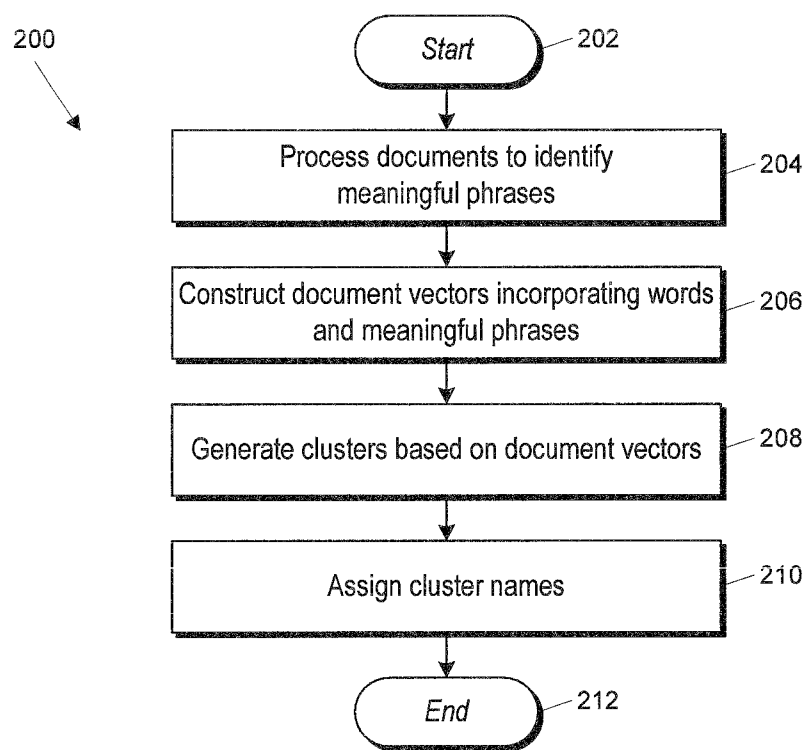 200
Start
202
Process documents to identify
meaningful phrases
204
Construct document vectors incorporating words
and meaningful phrases
206
Generate clusters based on document vectors
208
Assign cluster names
210
End
212